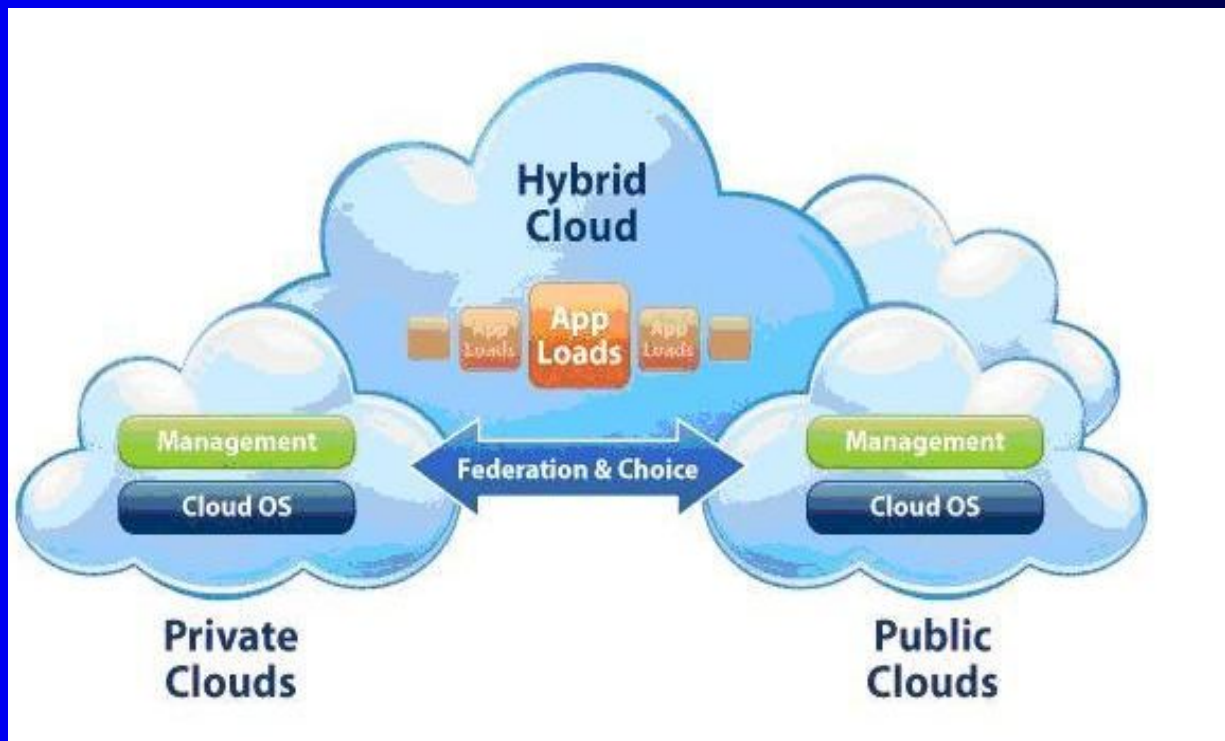 Hybrid
Cloud
App
Loads
App
Loads
App
Loads
Management
Cloud OS
Federation & Choice
Management
Cloud OS
Private
Clouds
Public
Clouds